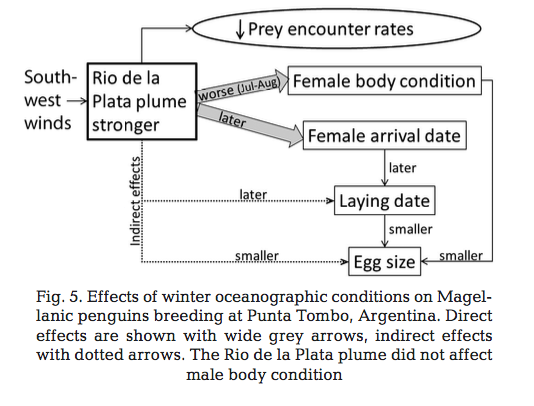 ↓ Prey encounter rates
South-
west
winds
Rio de la
Plata plume
stronger
worse (Jul-Aug)
Female body condition
later
Female arrival date
later
Indirect effects
later
Laying date
smaller
smaller
Egg size
smaller
Fig. 5. Effects of winter oceanographic conditions on Magel-
lanic penguins breeding at Punta Tombo, Argentina. Direct
effects are shown with wide grey arrows, indirect effects
with dotted arrows. The Rio de la Plata plume did not affect
male body condition